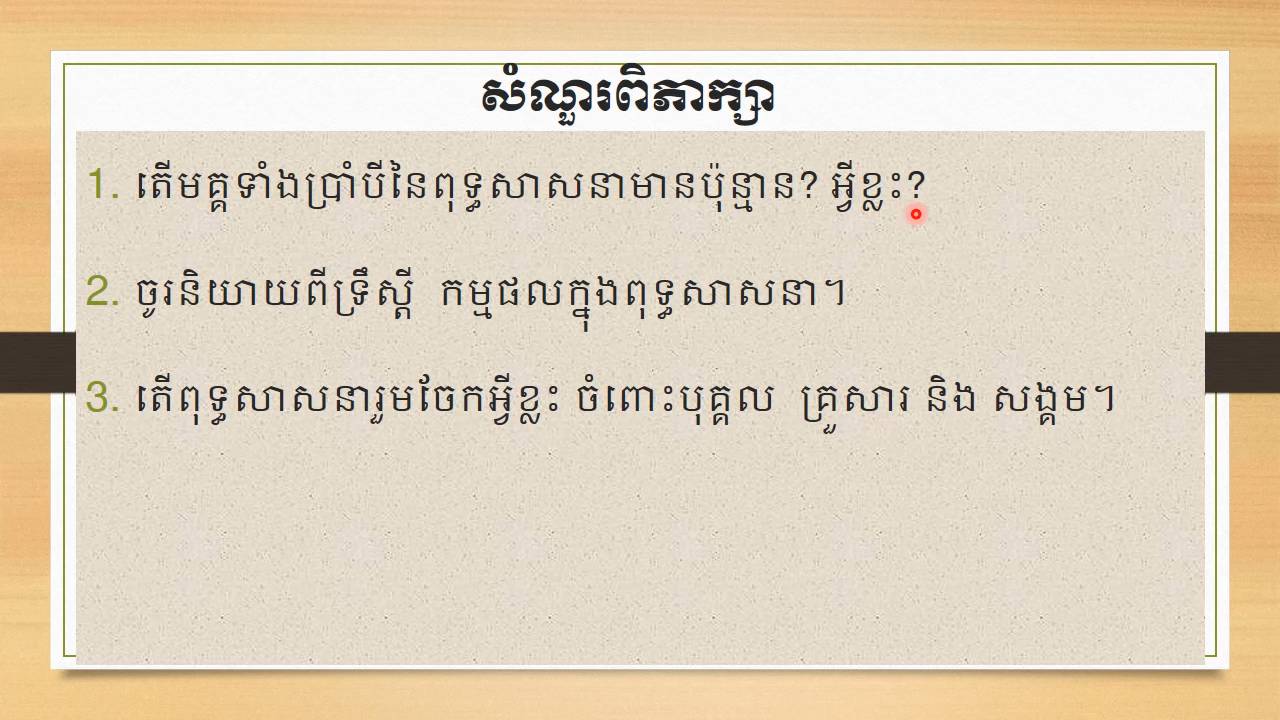 សំណួរពិភាក្សា
1. តើមគ្គទាំងប្រាំបីនៃពុទ្ធសាសនាមានប៉ុន្មាន? អ្វីខ្លះ?
2. ចូរនិយាយពីទ្រឹស្តី កម្មផលក្នុងពុទ្ធសាសនា។
3. តើពុទ្ធសាសនារួមចែកអ្វីខ្លះ ចំពោះបុគ្គល គ្រួសារ និង សង្គម។